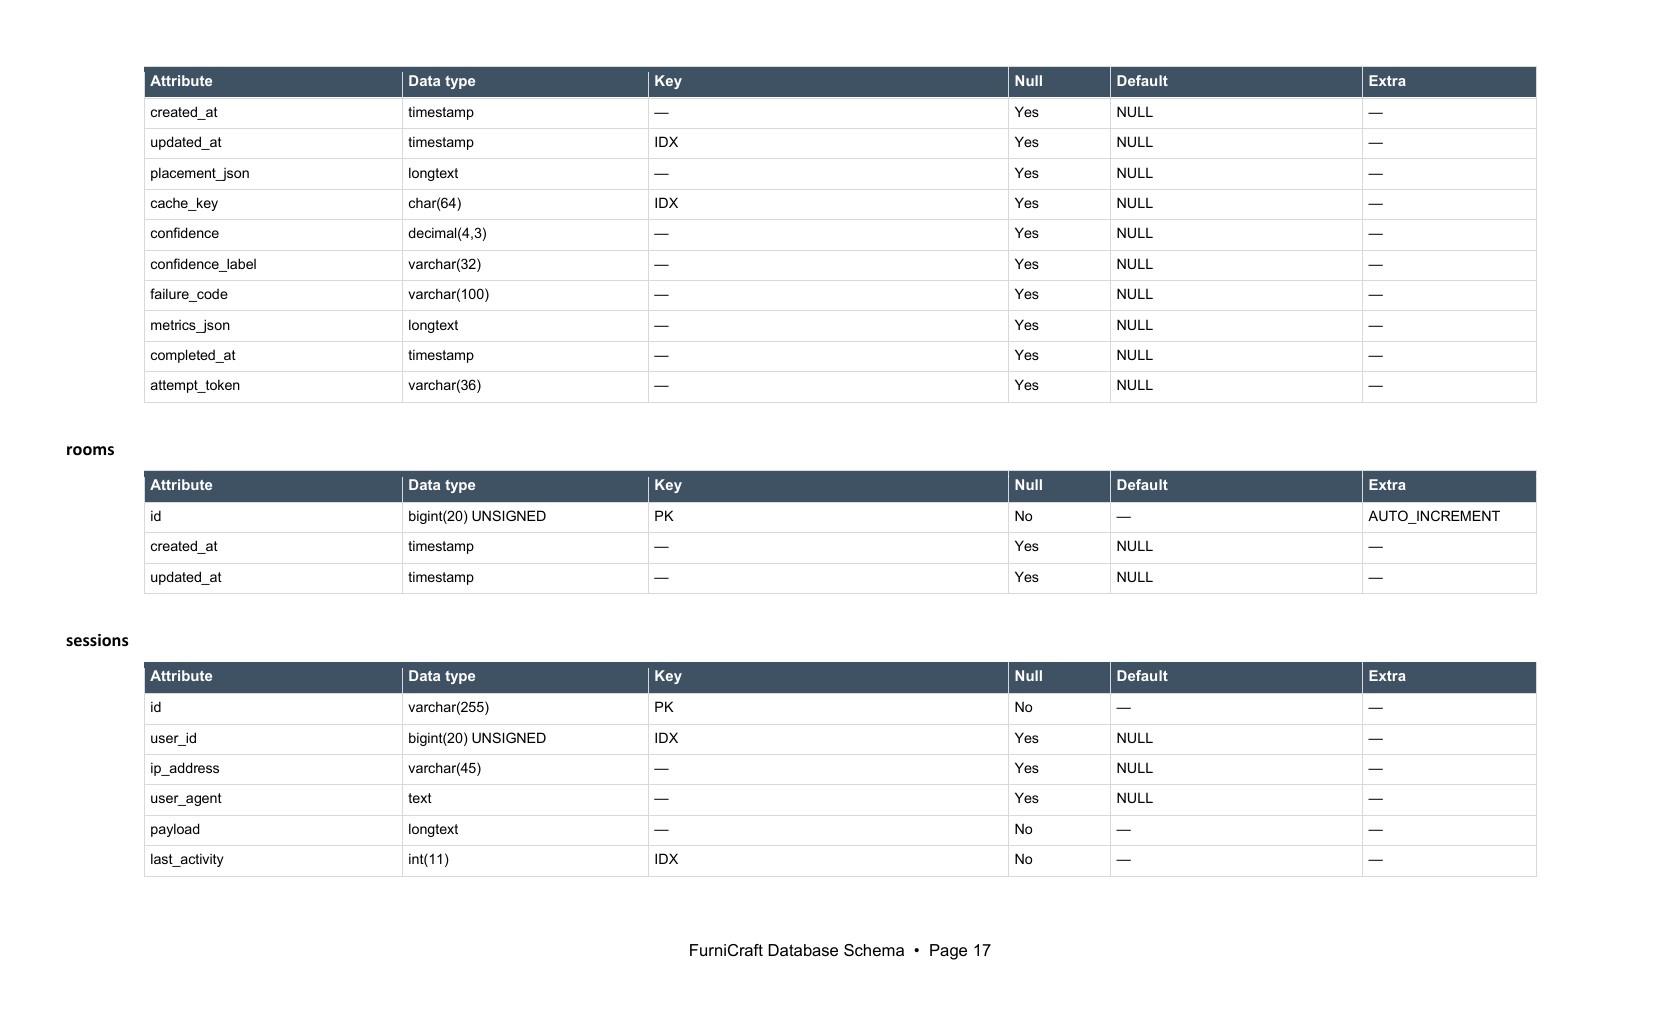 Attribute Data type Key Null Default Extra
created_at timestamp — Yes NULL —
updated_at timestamp IDX Yes NULL —
placement_json longtext — Yes NULL —
cache_key char(64) IDX Yes NULL —
confidence decimal(4,3) — Yes NULL —
confidence_label varchar(32) — Yes NULL —
failure_code varchar(100) — Yes NULL —
metrics_json longtext — Yes NULL —
completed_at timestamp — Yes NULL —
attempt_token varchar(36) — Yes NULL —
rooms
Attribute Data type Key Null Default Extra
id bigint(20) UNSIGNED PK No — AUTO_INCREMENT
created_at timestamp — Yes NULL —
updated_at timestamp — Yes NULL —
sessions
Attribute Data type Key Null Default Extra
id varchar(255) PK No — —
user_id bigint(20) UNSIGNED IDX Yes NULL —
ip_address varchar(45) — Yes NULL —
user_agent text — Yes NULL —
payload longtext — No — —
last_activity int(11) IDX No — —
FurniCraft Database Schema • Page 17